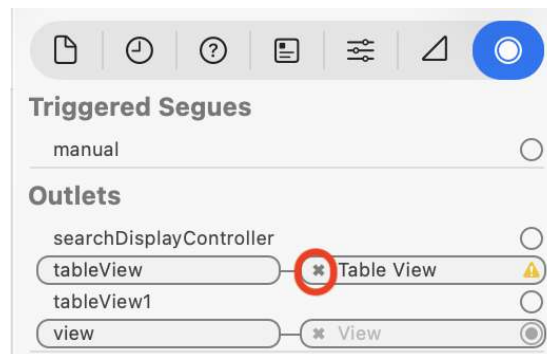 Triggered Segues
manual
Outlets
searchDisplayController
tableView Table View
tableView1
view View